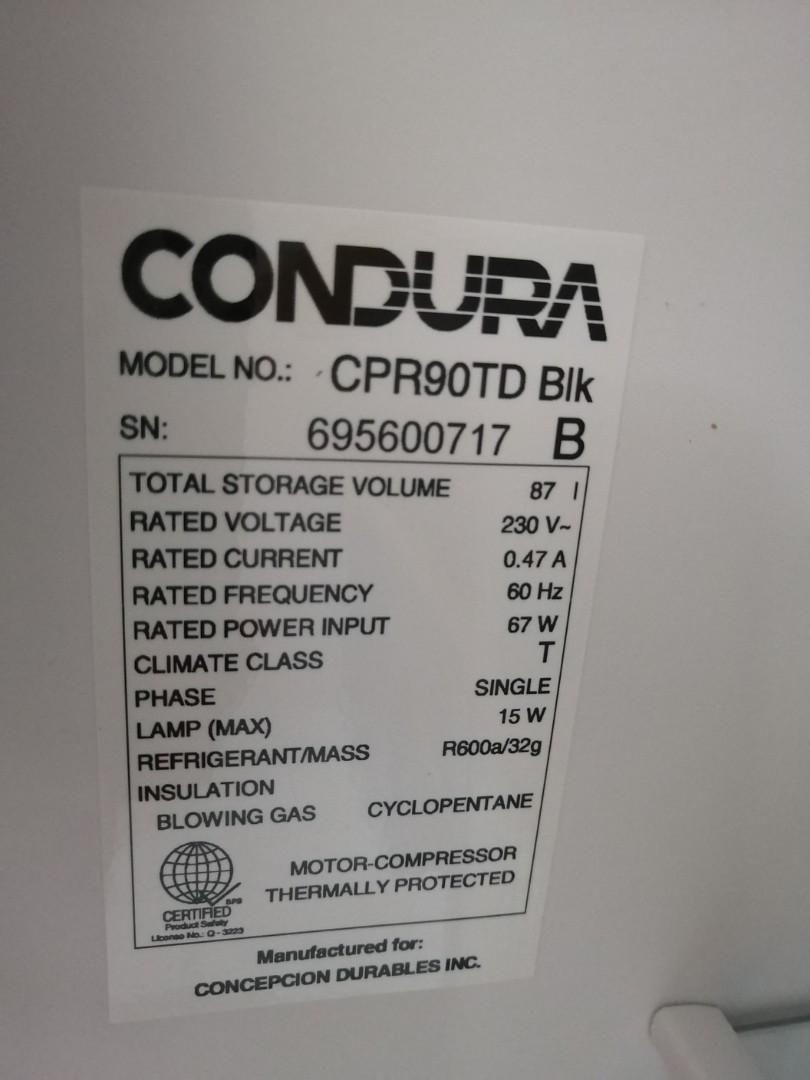 CONDURA
MODEL NO.: CPR90TD Blk
SN: 695600717 B
TOTAL STORAGE VOLUME 87 l
RATED VOLTAGE 230 V~
RATED CURRENT 0.47 A
RATED FREQUENCY 60 Hz
RATED POWER INPUT 67 W
CLIMATE CLASS T
PHASE SINGLE
LAMP (MAX) 15 W
REFRIGERANT/MASS R600a/32g
INSULATION
BLOWING GAS CYCLOPENTANE
MOTOR-COMPRESSOR
THERMALLY PROTECTED
BPS
CERTIFIED
Product Safety
License No.: Q - 3223
Manufactured for:
CONCEPCION DURABLES INC.